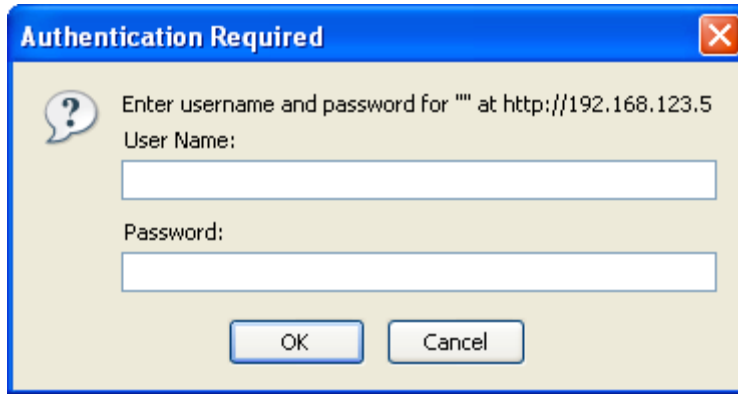 Authentication Required
Enter username and password for "" at http://192.168.123.5
User Name:
Password:
OK
Cancel